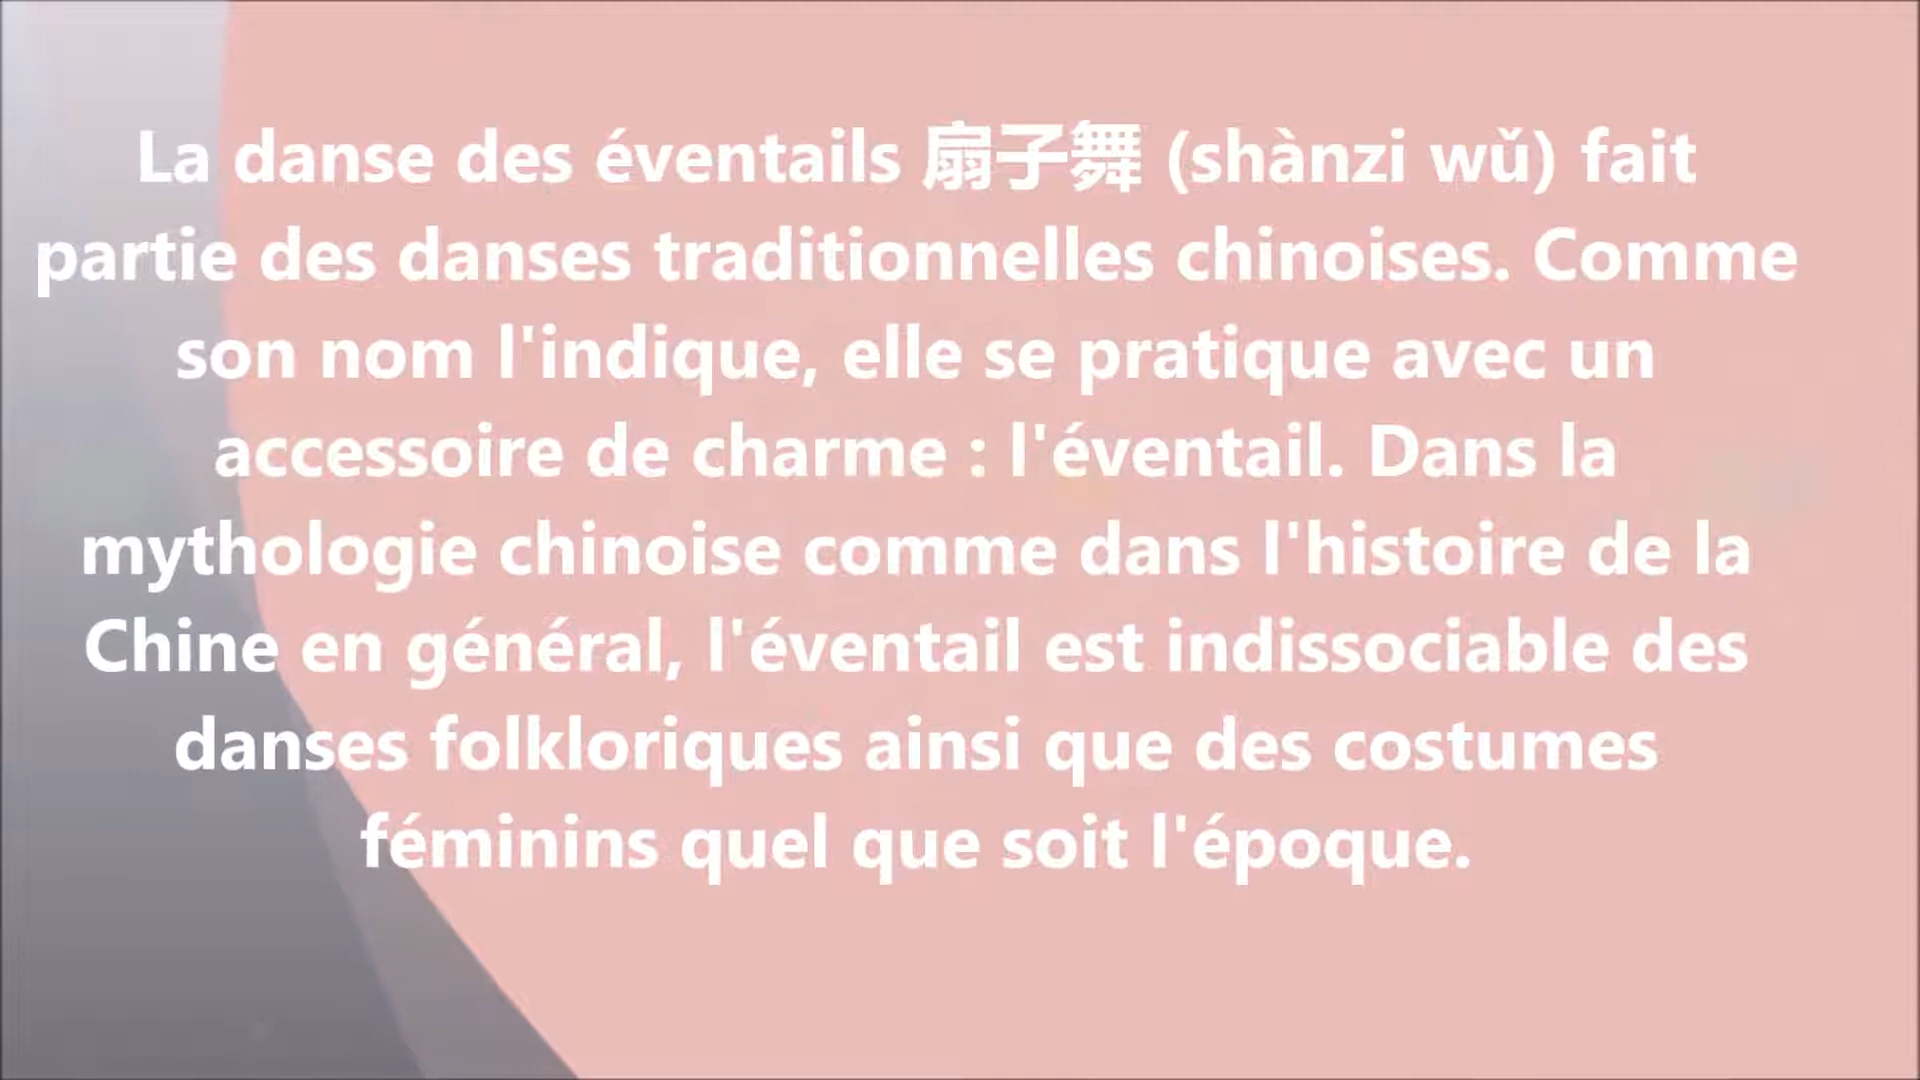 La danse des éventails 扇子舞 (shànzi wǔ) fait
partie des danses traditionnelles chinoises. Comme
son nom l'indique, elle se pratique avec un
accessoire de charme : l'éventail. Dans la
mythologie chinoise comme dans l'histoire de la
Chine en général, l'éventail est indissociable des
danses folkloriques ainsi que des costumes
féminins quel que soit l'époque.